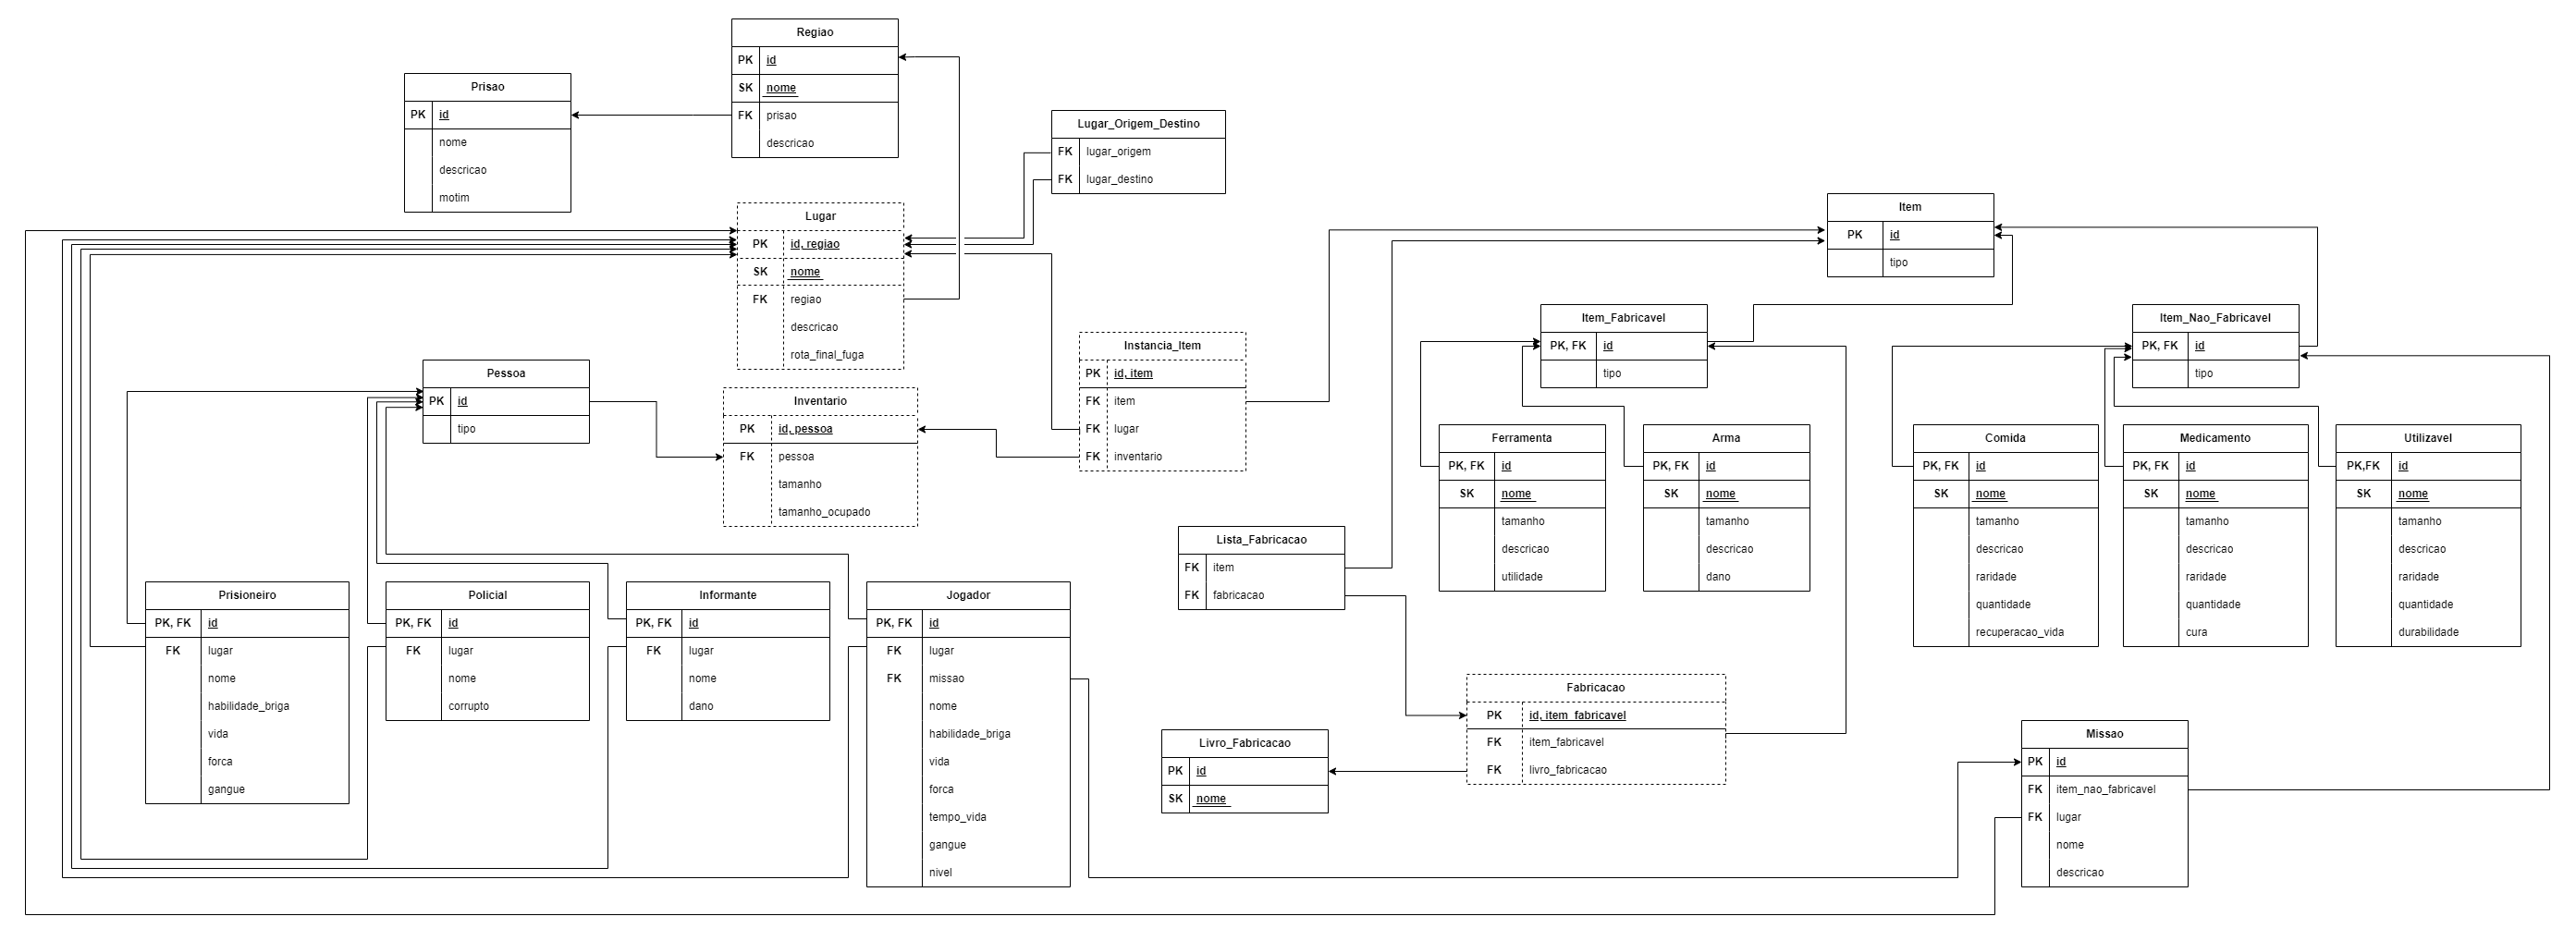 Regiao
PK id
SK nome
FK prisao
descricao
Prisao
PK id
nome
descricao
motim
Lugar_Origem_Destino
FK lugar_origem
FK lugar_destino
Lugar
PK id, regiao
SK nome
FK regiao
descricao
rota_final_fuga
Item
PK id
tipo
Item_Fabricavel
PK, FK id
tipo
Item_Nao_Fabricavel
PK, FK id
tipo
Instancia_Item
PK id, item
FK item
FK lugar
FK inventario
Pessoa
PK id
tipo
Inventario
PK id, pessoa
FK pessoa
tamanho
tamanho_ocupado
Ferramenta
PK, FK id
SK nome
tamanho
descricao
utilidade
Arma
PK, FK id
SK nome
tamanho
descricao
dano
Comida
PK, FK id
SK nome
tamanho
descricao
raridade
quantidade
recuperacao_vida
Medicamento
PK, FK id
SK nome
tamanho
descricao
raridade
quantidade
cura
Utilizavel
PK,FK id
SK nome
tamanho
descricao
raridade
quantidade
durabilidade
Lista_Fabricacao
FK item
FK fabricacao
Prisioneiro
PK, FK id
FK lugar
nome
habilidade_briga
vida
forca
gangue
Policial
PK, FK id
FK lugar
nome
corrupto
Informante
PK, FK id
FK lugar
nome
dano
Jogador
PK, FK id
FK lugar
FK missao
nome
habilidade_briga
vida
forca
tempo_vida
gangue
nivel
Fabricacao
PK id, item_fabricavel
FK item_fabricavel
FK livro_fabricacao
Livro_Fabricacao
PK id
SK nome
Missao
PK id
FK item_nao_fabricavel
FK lugar
nome
descricao